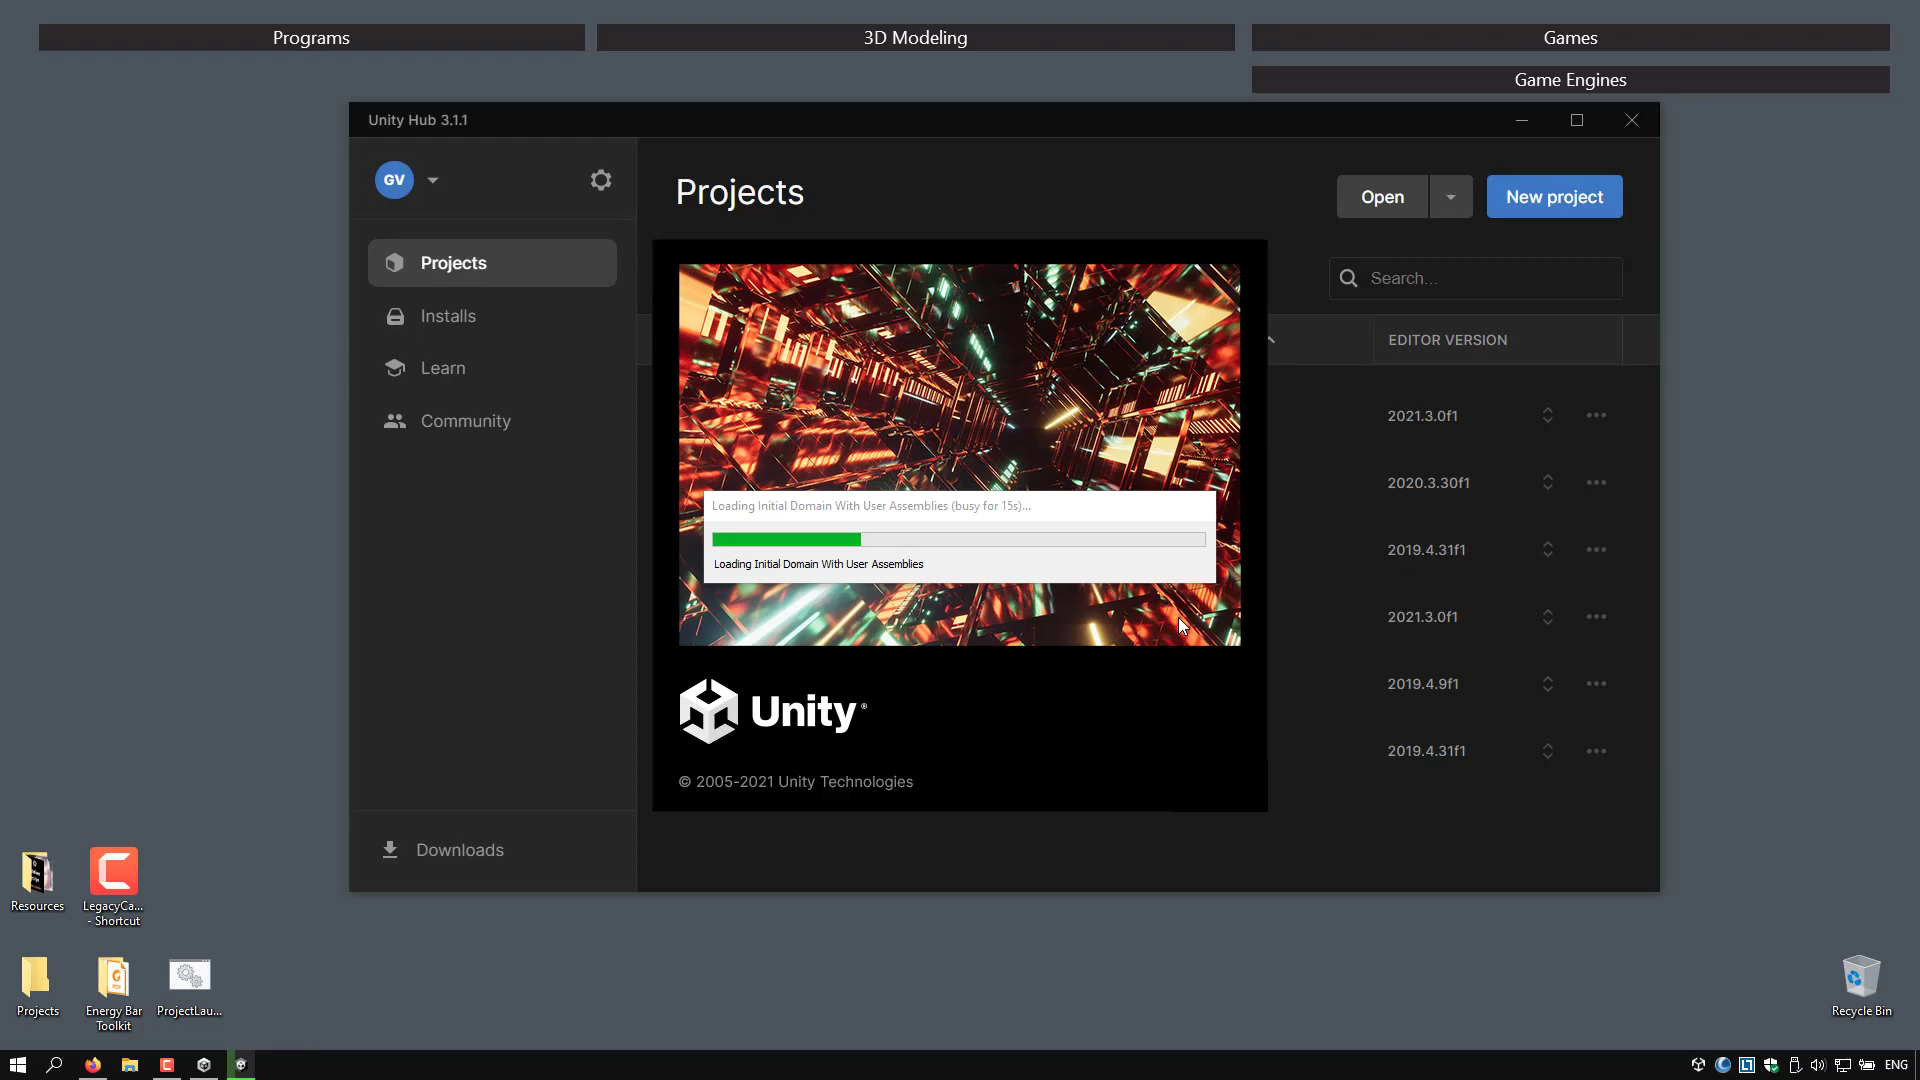 Programs
3D Modeling
Games
Game Engines
Unity Hub 3.1.1
GV
Projects
Open
New project
Projects
Search...
Installs
EDITOR VERSION
Learn
2021.3.0f1
Community
2020.3.30f1
Loading Initial Domain With User Assemblies (busy for 15s)...
2019.4.31f1
Loading Initial Domain With User Assemblies
2021.3.0f1
2019.4.9f1
Unity
2019.4.31f1
© 2005-2021 Unity Technologies
Downloads
Resources
LegacyCa...
- Shortcut
Projects
Energy Bar
Toolkit
ProjectLau...
Recycle Bin
ENG